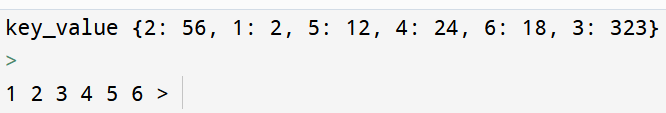 key_value {2: 56, 1: 2, 5: 12, 4: 24, 6: 18, 3: 323}
>
1 2 3 4 5 6 >